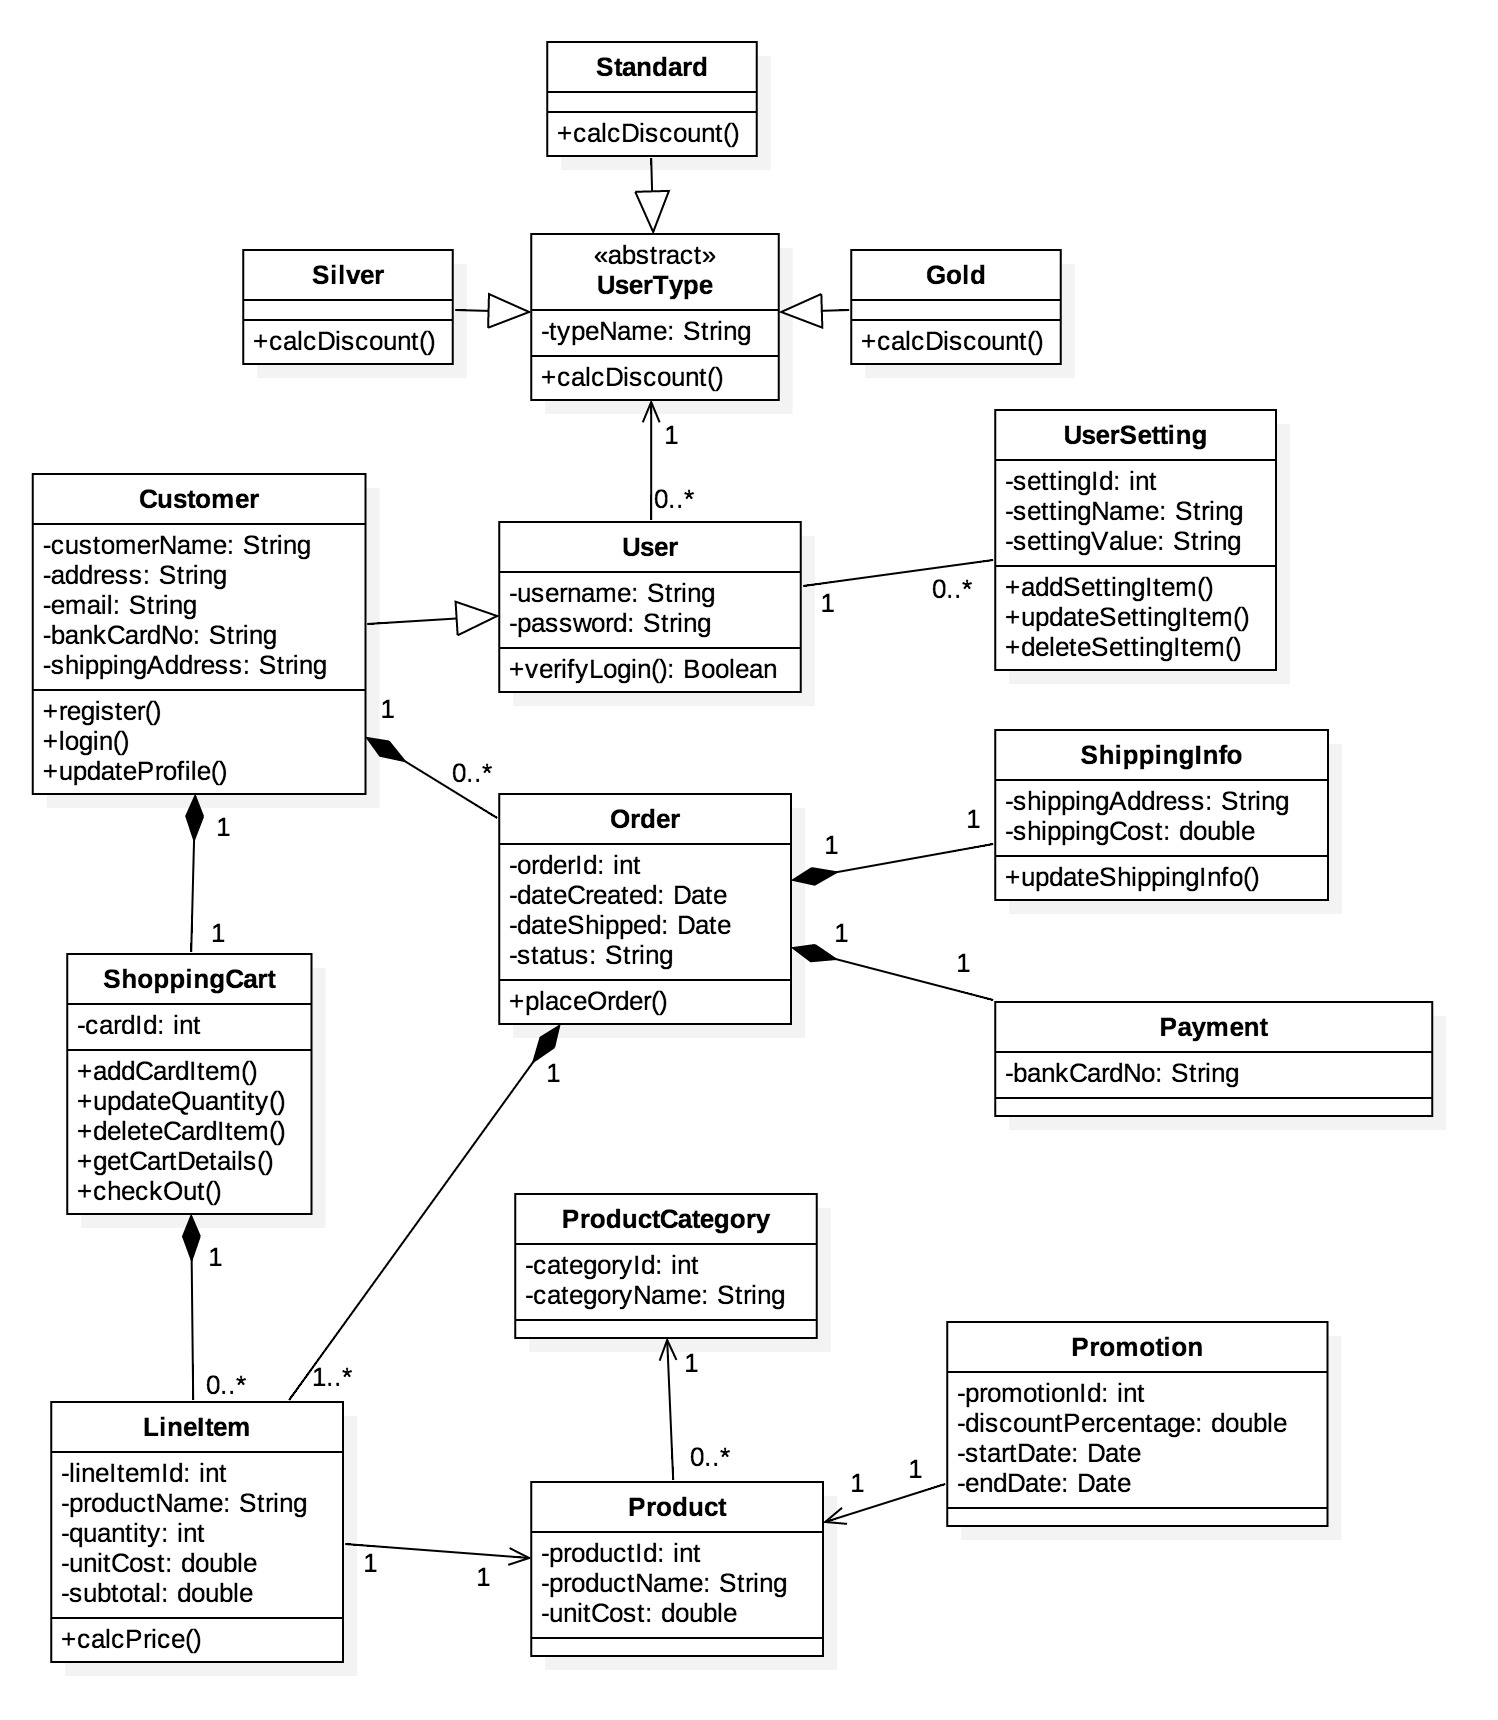 Standard
+calcDiscount()
Silver
+calcDiscount()
«abstract»
UserType
-typeName: String
+calcDiscount()
Gold
+calcDiscount()
1
0..*
UserSetting
-settingId: int
-settingName: String
-settingValue: String
+addSettingItem()
+updateSettingItem()
+deleteSettingItem()
Customer
-customerName: String
-address: String
-email: String
-bankCardNo: String
-shippingAddress: String
+register()
+login()
+updateProfile()
User
-username: String
-password: String
+verifyLogin(): Boolean
1
0..*
1
0..*
1
1
Order
-orderId: int
-dateCreated: Date
-dateShipped: Date
-status: String
+placeOrder()
1
1
ShippingInfo
-shippingAddress: String
-shippingCost: double
+updateShippingInfo()
1
1
Payment
-bankCardNo: String
ShoppingCart
-cardId: int
+addCardItem()
+updateQuantity()
+deleteCardItem()
+getCartDetails()
+checkOut()
1
0..*
1
1..*
ProductCategory
-categoryId: int
-categoryName: String
1
0..*
Promotion
-promotionId: int
-discountPercentage: double
-startDate: Date
-endDate: Date
1
1
LineItem
-lineItemId: int
-productName: String
-quantity: int
-unitCost: double
-subtotal: double
+calcPrice()
1
1
Product
-productId: int
-productName: String
-unitCost: double